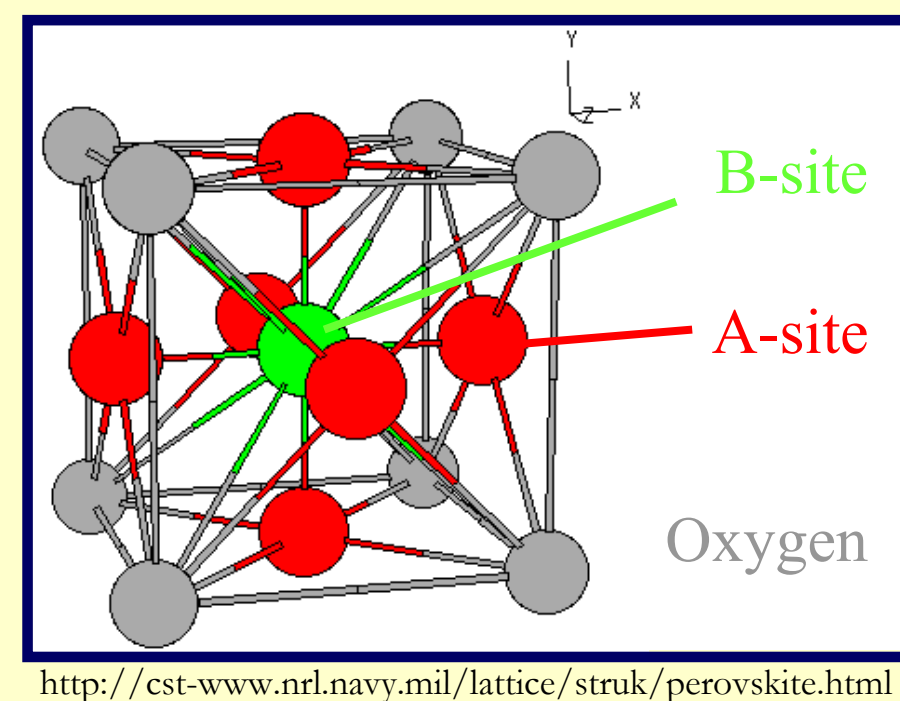 Y
X
Z
B-site
A-site
Oxygen
http://cst-www.nrl.navy.mil/lattice/struk/perovskite.html